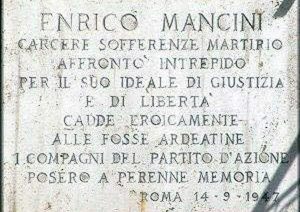 ENRICO MANCINI
CARCERE SOFFERENZE MARTIRIO
AFFRONTÒ INTREPIDO
PER IL SUO IDEALE DI GIUSTIZIA
E DI LIBERTA'
CADDE EROICAMENTE
ALLE FOSSE ARDEATINE
I COMPAGNI DEL PARTITO D'AZIONE
POSERO A PERENNE MEMORIA
ROMA 14-9-1947